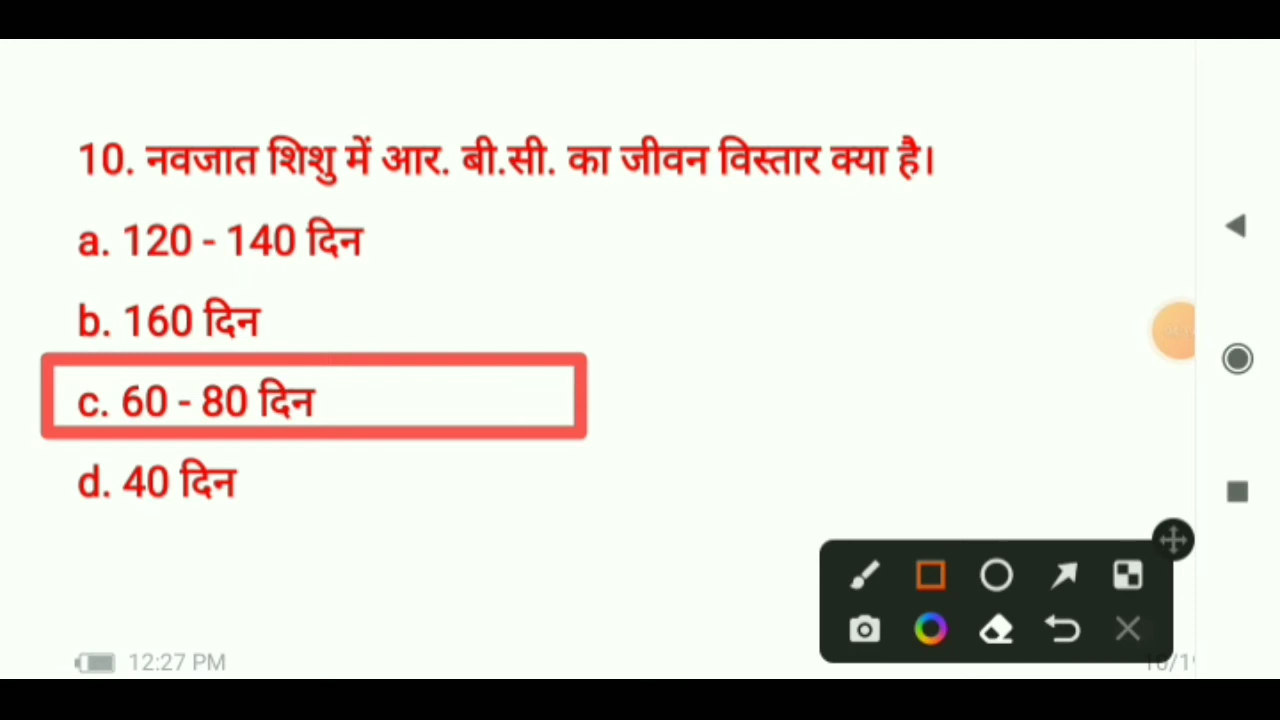 10. नवजात शिशु में आर. बी.सी. का जीवन विस्तार क्या है।
a. 120 - 140 दिन
b. 160 दिन
c. 60 - 80 दिन
d. 40 दिन
12:27 PM